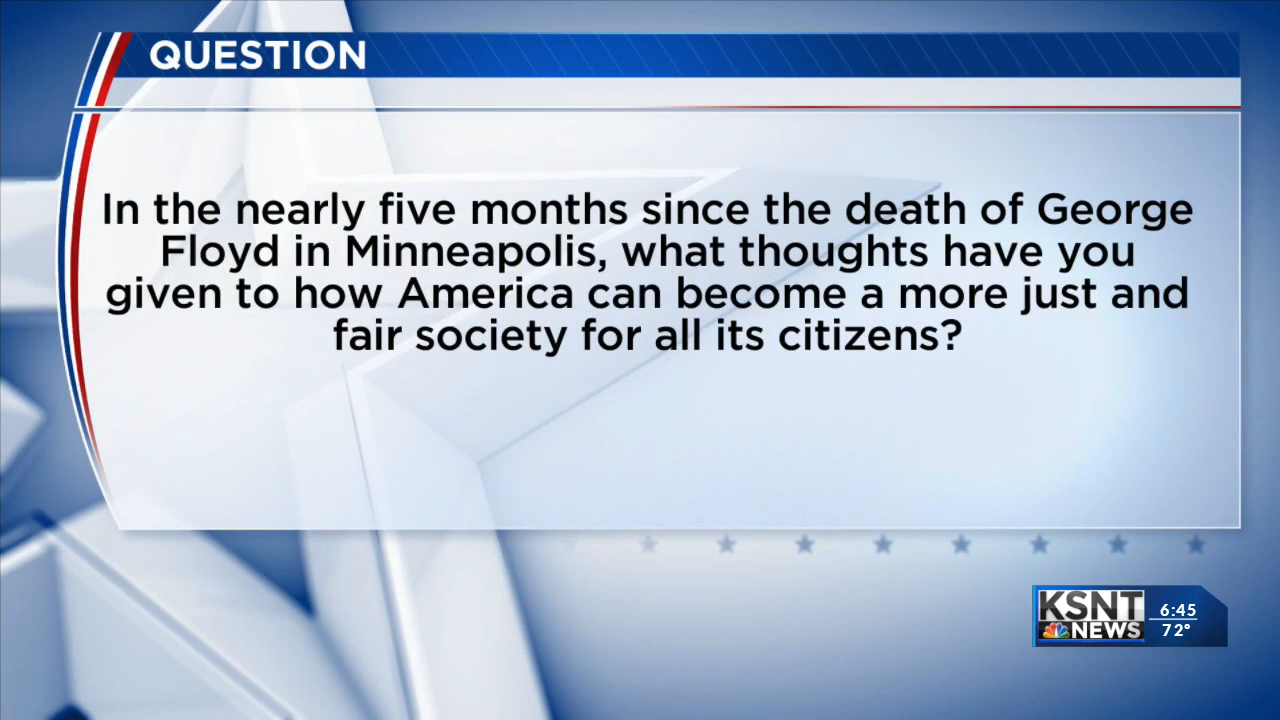 QUESTION
In the nearly five months since the death of George
Floyd in Minneapolis, what thoughts have you
given to how America can become a more just and
fair society for all its citizens?
KSNT
NEWS
6:45
72°